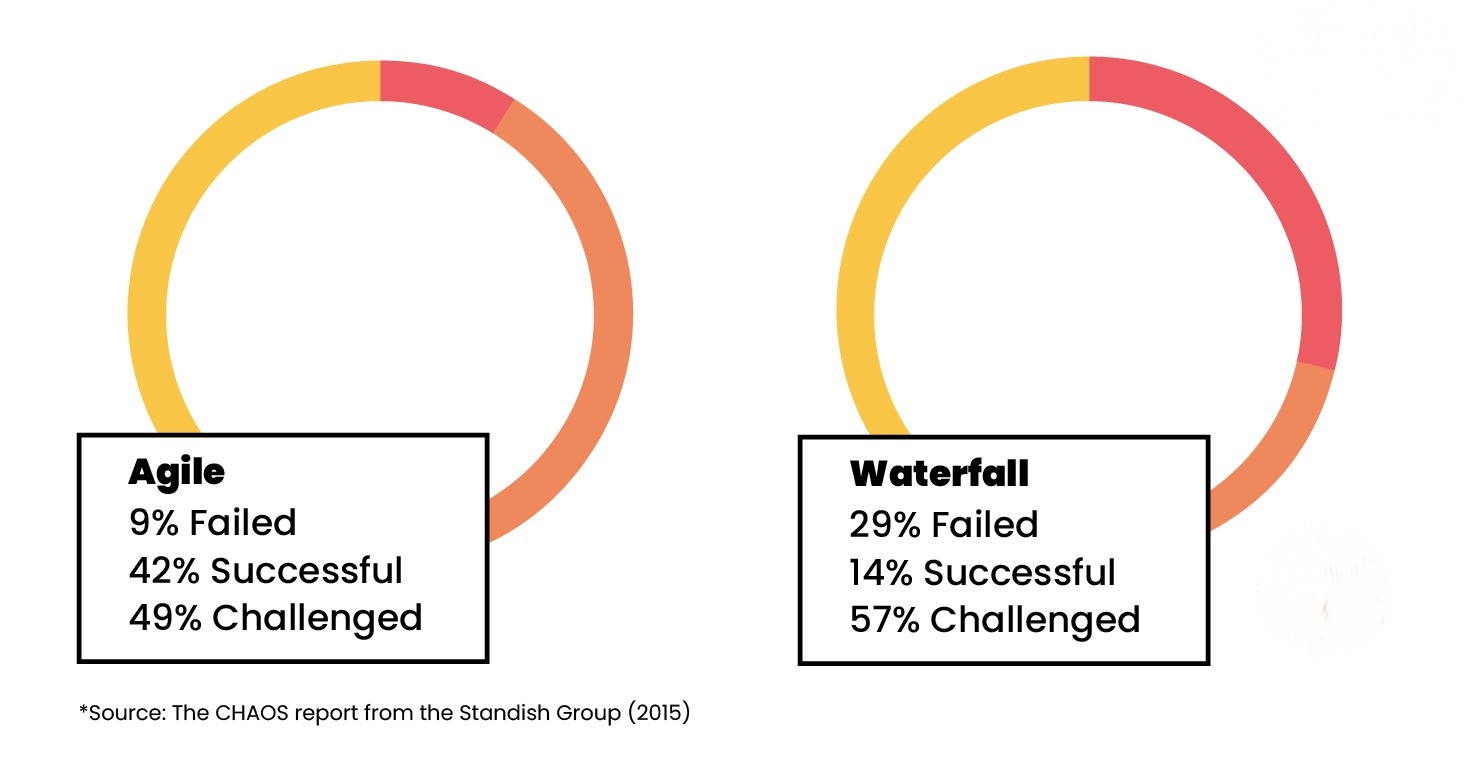 Agile
9% Failed
42% Successful
49% Challenged
Waterfall
29% Failed
14% Successful
57% Challenged
*Source: The CHAOS report from the Standish Group (2015)